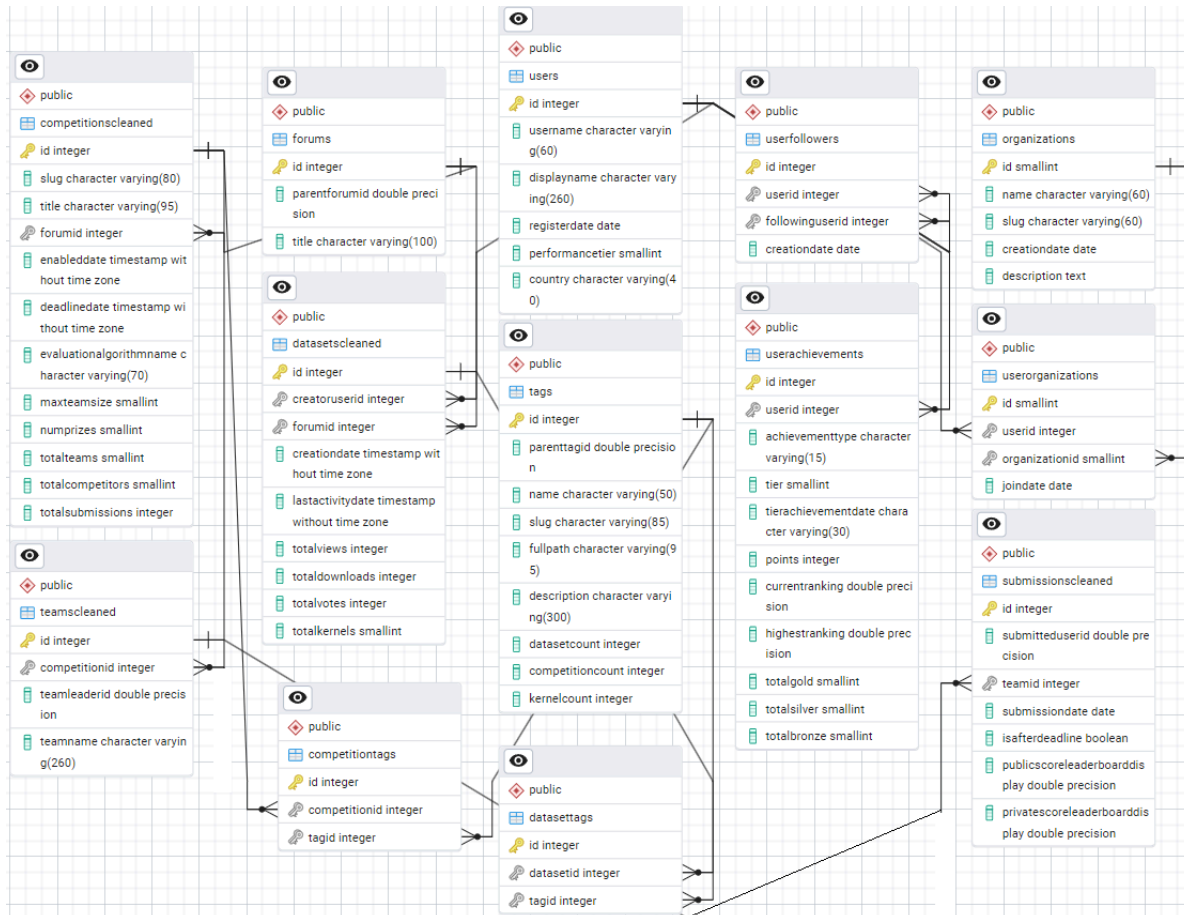 public
competitionscleaned
id integer
slug character varying(80)
title character varying(95)
forumid integer
enableddate timestamp wit
hout time zone
deadlinedate timestamp wi
thout time zone
evaluationalgorithmname c
haracter varying(70)
maxteamsize smallint
numprizes smallint
totalteams smallint
totalcompetitors smallint
totalsubmissions integer
public
teamscleaned
id integer
competitionid integer
teamleaderid double precis
ion
teamname character varyin
g(260)
public
forums
id integer
parentforumid double preci
sion
title character varying(100)
public
datasetscleaned
id integer
creatoruserid integer
forumid integer
creationdate timestamp wit
hout time zone
lastactivitydate timestamp
without time zone
totalviews integer
totaldownloads integer
totalvotes integer
totalkernels smallint
public
competitiontags
id integer
competitionid integer
tagid integer
public
users
id integer
username character varyin
g(60)
displayname character vary
ing(260)
registerdate date
performancetier smallint
country character varying(4
0)
public
tags
id integer
parenttagid double precisio
n
name character varying(50)
slug character varying(85)
fullpath character varying(9
5)
description character varyi
ng(300)
datasetcount integer
competitioncount integer
kernelcount integer
public
datasettags
id integer
datasetid integer
tagid integer
public
userfollowers
id integer
userid integer
followinguserid integer
creationdate date
public
userachievements
id integer
userid integer
achievementtype character
varying(15)
tier smallint
tierachievementdate chara
cter varying(30)
points integer
currentranking double preci
sion
highestranking double prec
ision
totalgold smallint
totalsilver smallint
totalbronze smallint
public
organizations
id smallint
name character varying(60)
slug character varying(60)
creationdate date
description text
public
userorganizations
id smallint
userid integer
organizationid smallint
joindate date
public
submissionscleaned
id integer
submitteduserid double pre
cision
teamid integer
submissiondate date
isafterdeadline boolean
publicscoreleaderboarddis
play double precision
privatescoreleaderboarddis
play double precision